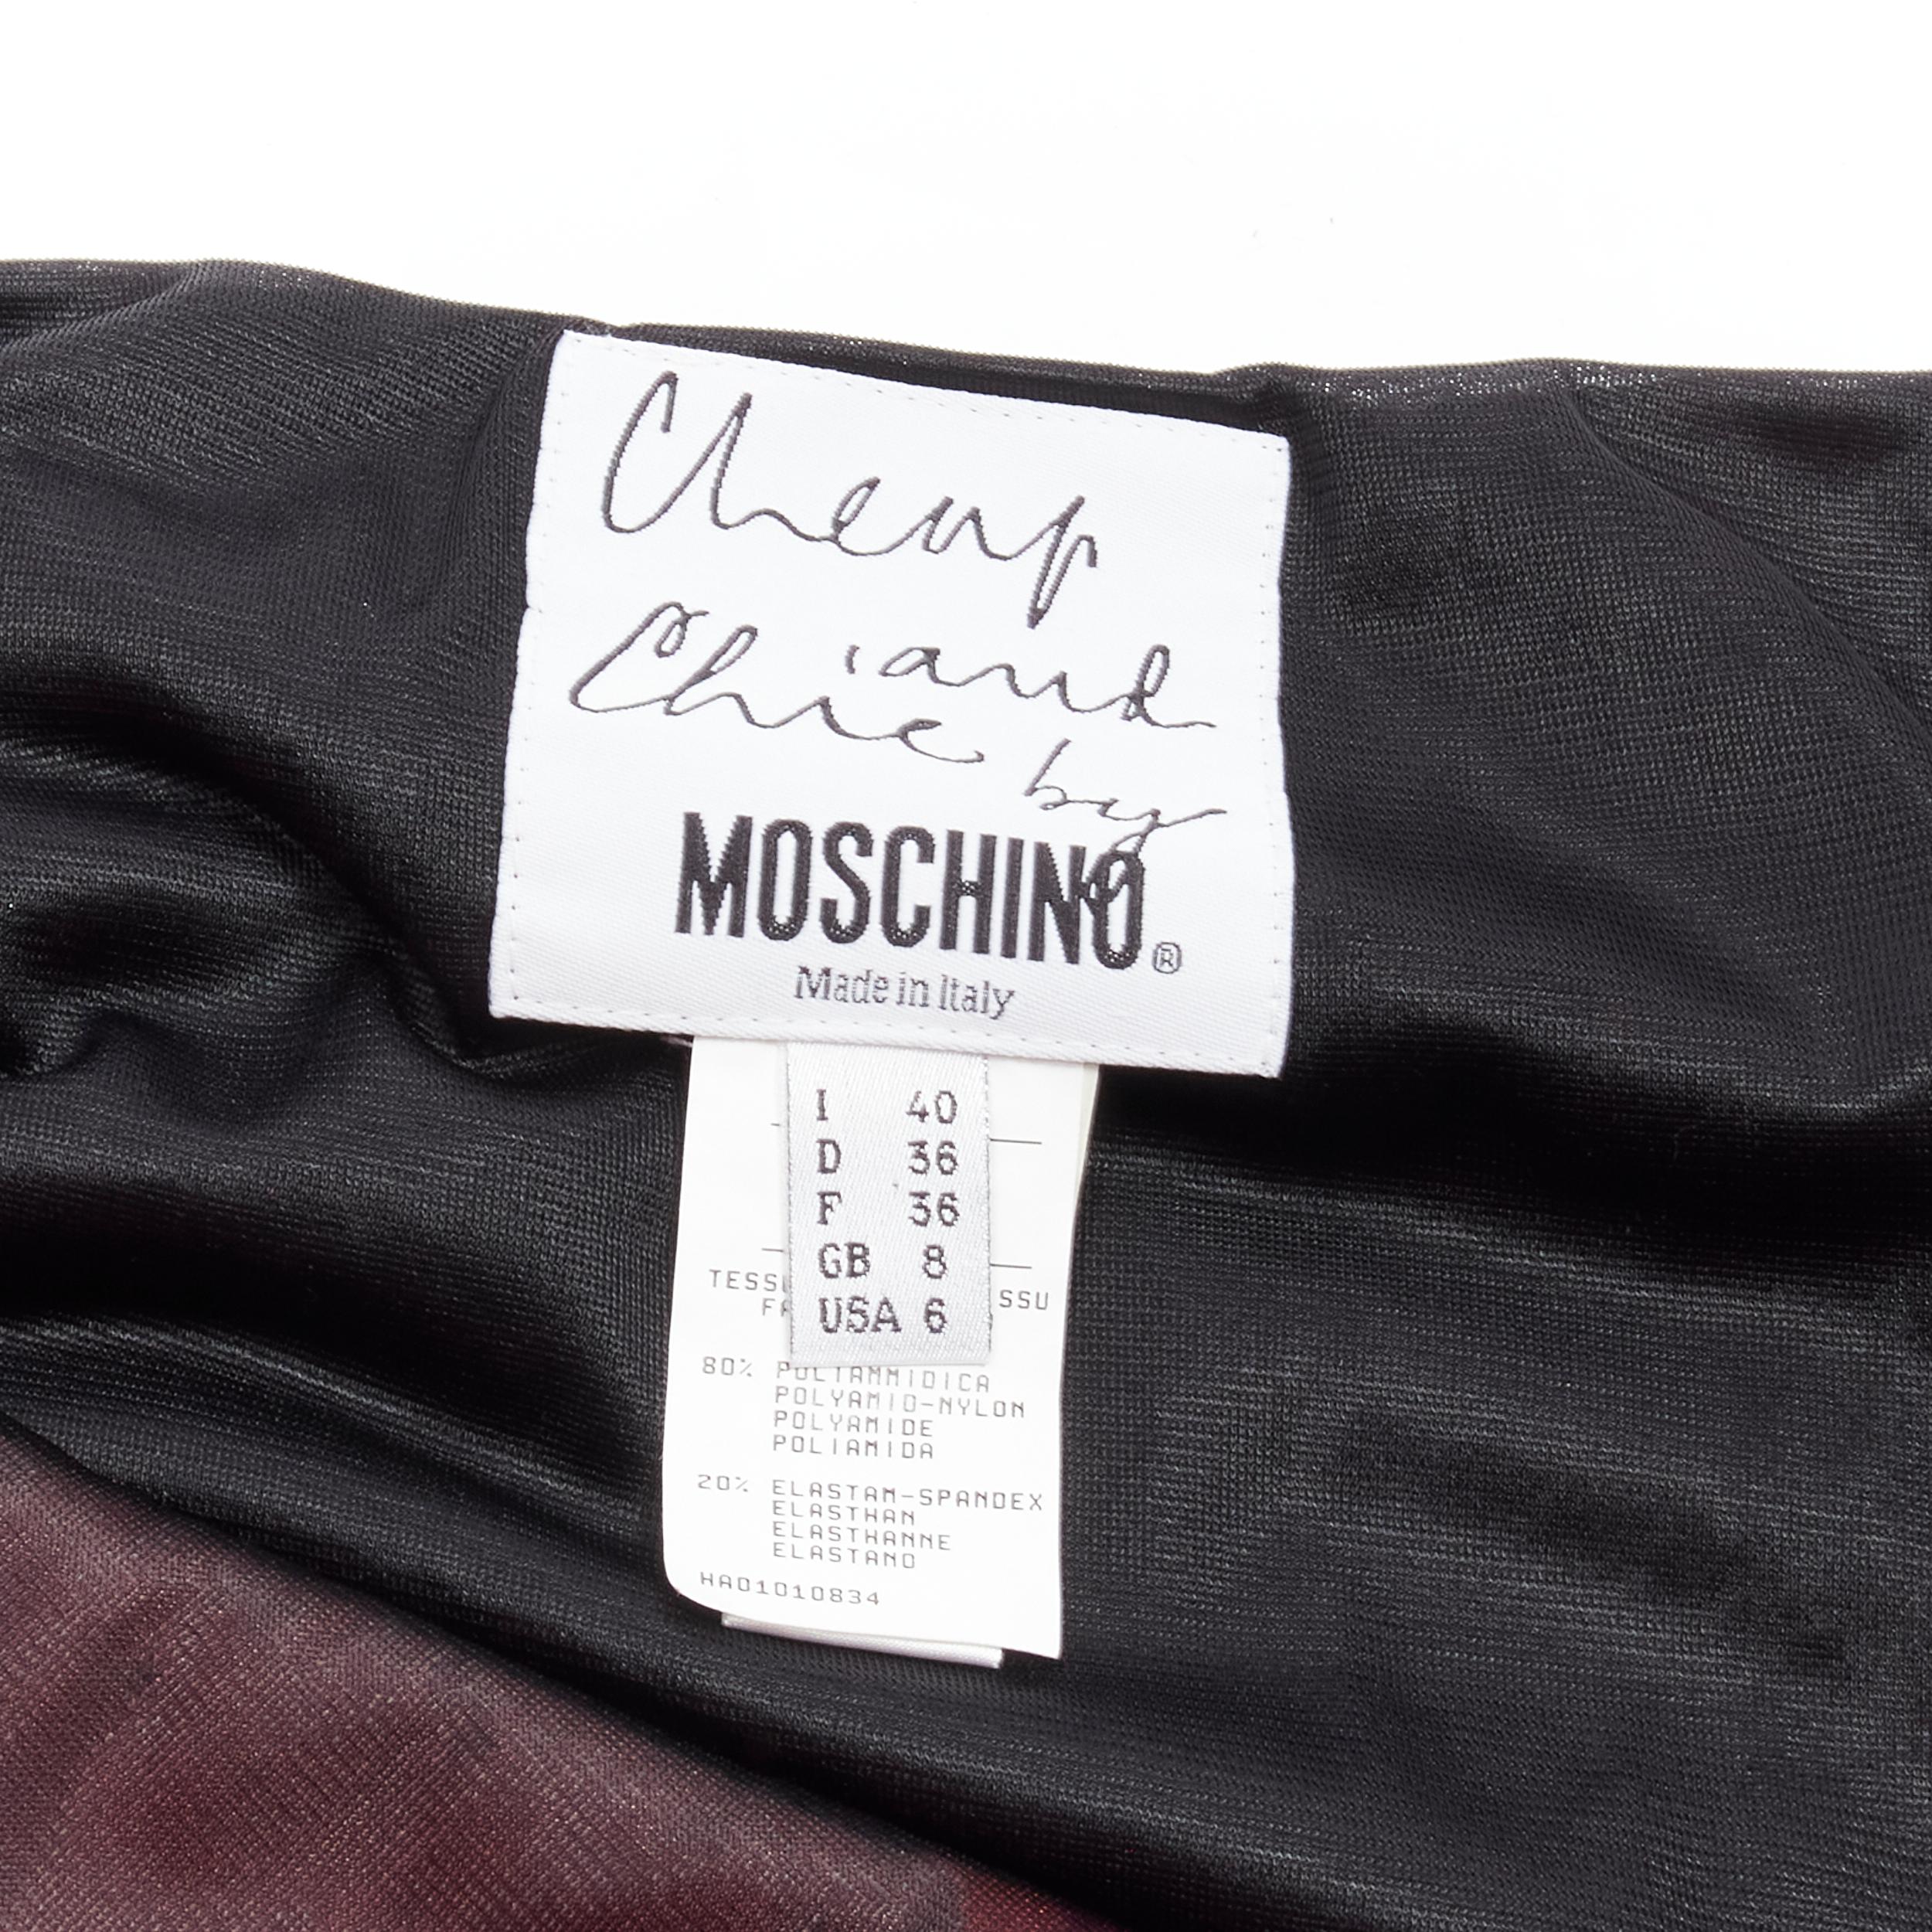 Cheap
and
Chic by
MOSCHINO®
Made in Italy
I 40
D 36
F 36
GB 8
USA 6
80% POLIAMMIDICA
POLYAMID-NYLON
POLYAMIDE
POLIAMIDA
20% ELASTAM-SPANDEX
ELASTHAN
ELASTHANNE
ELASTANO
HA01010834